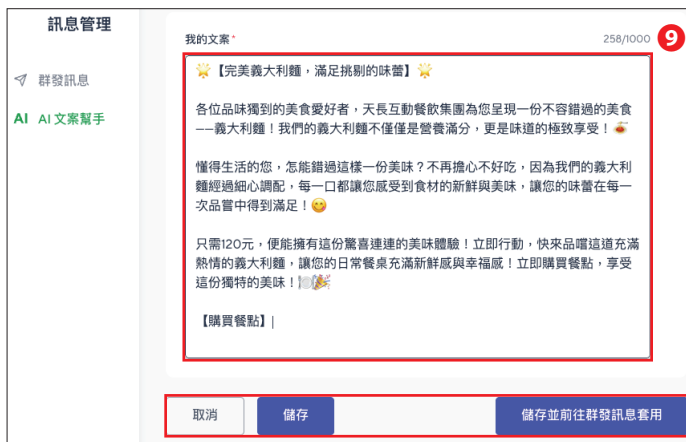 訊息管理
群發訊息
AI AI 文案幫手
我的文案*
258/1000
9
🌟【完美義大利麵，滿足挑剔的味蕾】🌟
各位品味獨到的美食愛好者，天長互動餐飲集團為您呈現一份不容錯過的美食
——義大利麵！我們的義大利麵不僅僅是營養滿分，更是味道的極致享受！🍝
懂得生活的您，怎能錯過這樣一份美味？不再擔心不好吃，因為我們的義大利
麵經過細心調配，每一口都讓您感受到食材的新鮮與美味，讓您的味蕾在每一
次品嘗中得到滿足！😋
只需120元，便能擁有這份驚喜連連的美味體驗！立即行動，快來品嚐這道充滿
熱情的義大利麵，讓您的日常餐桌充滿新鮮感與幸福感！立即購買餐點，享受
這份獨特的美味！🍽️🎉
【購買餐點】
取消
儲存
儲存並前往群發訊息套用